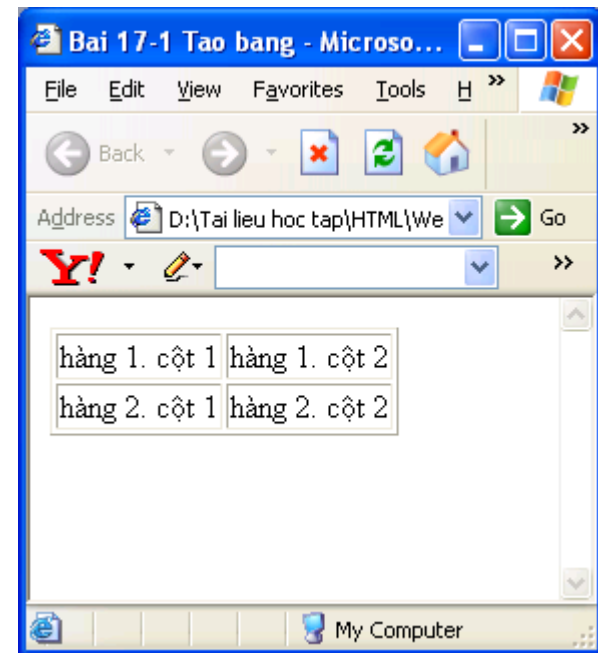 Bai 17-1 Tao bang - Microso...
File Edit View Favorites Tools H »
Back »
Address D:\Tai lieu hoc tap\HTML\We Go
Y! »
hàng 1. cột 1 hàng 1. cột 2
hàng 2. cột 1 hàng 2. cột 2
My Computer